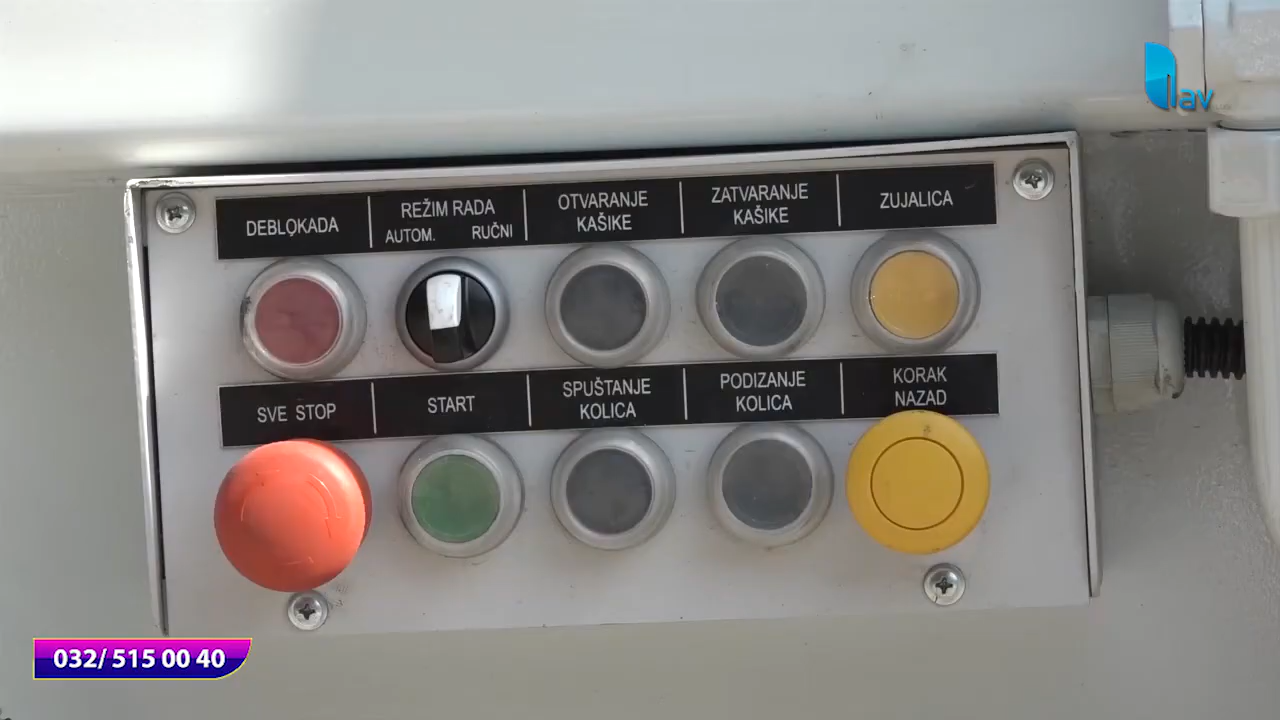 lav
DEBLOKADA
REŽIM RADA
AUTOM. RUČNI
OTVARANJE
KAŠIKE
ZATVARANJE
KAŠIKE
ZUJALICA
SVE STOP
START
SPUŠTANJE
KOLICA
PODIZANJE
KOLICA
KORAK
NAZAD
032/ 515 00 40